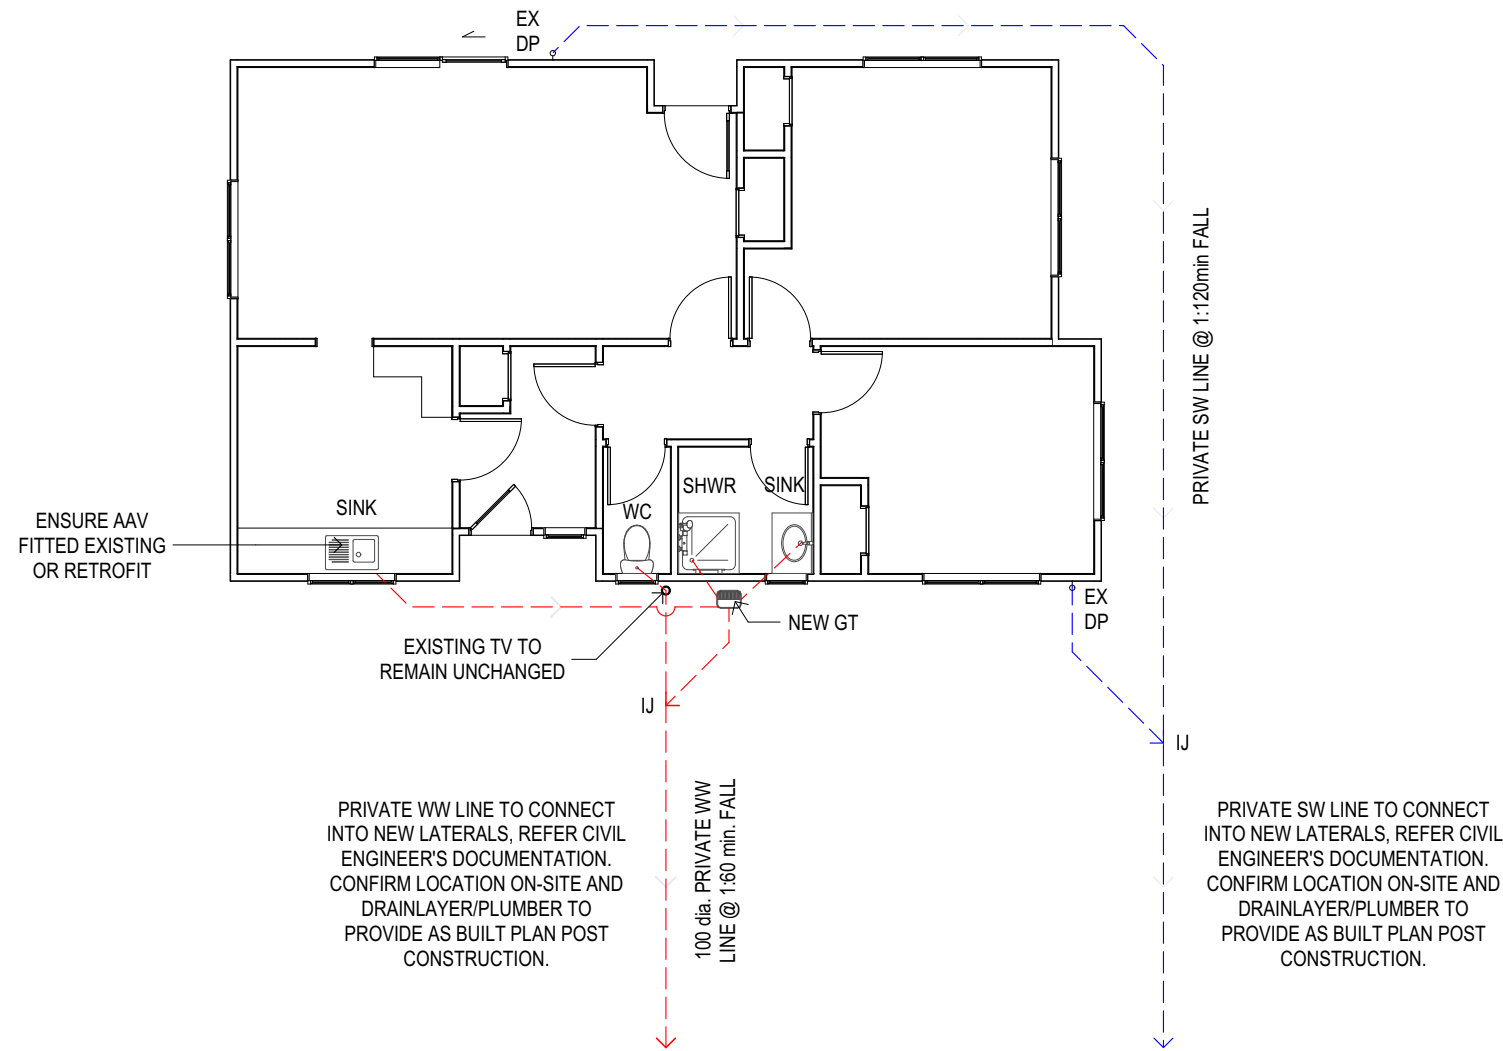 EX
DP
PRIVATE SW LINE @ 1:120min FALL
SINK
ENSURE AAV
FITTED EXISTING
OR RETROFIT
WC
SHWR
SINK
EXISTING TV TO
REMAIN UNCHANGED
NEW GT
EX
DP
IJ
IJ
PRIVATE WW LINE TO CONNECT
INTO NEW LATERALS, REFER CIVIL
ENGINEER'S DOCUMENTATION.
CONFIRM LOCATION ON-SITE AND
DRAINLAYER/PLUMBER TO
PROVIDE AS BUILT PLAN POST
CONSTRUCTION.
100 dia. PRIVATE WW
LINE @ 1:60 min. FALL
PRIVATE SW LINE TO CONNECT
INTO NEW LATERALS, REFER CIVIL
ENGINEER'S DOCUMENTATION.
CONFIRM LOCATION ON-SITE AND
DRAINLAYER/PLUMBER TO
PROVIDE AS BUILT PLAN POST
CONSTRUCTION.